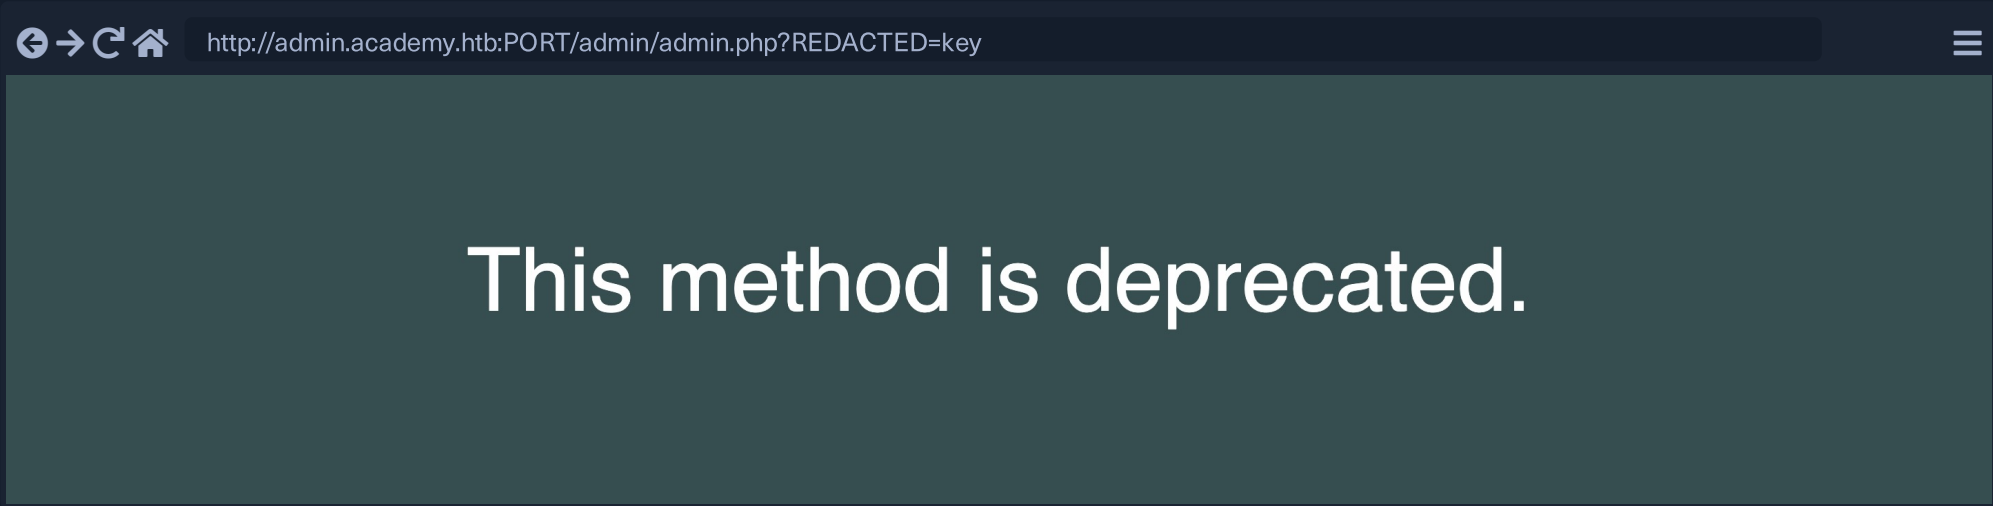 http://admin.academy.htb:PORT/admin/admin.php?REDACTED=key
This method is deprecated.